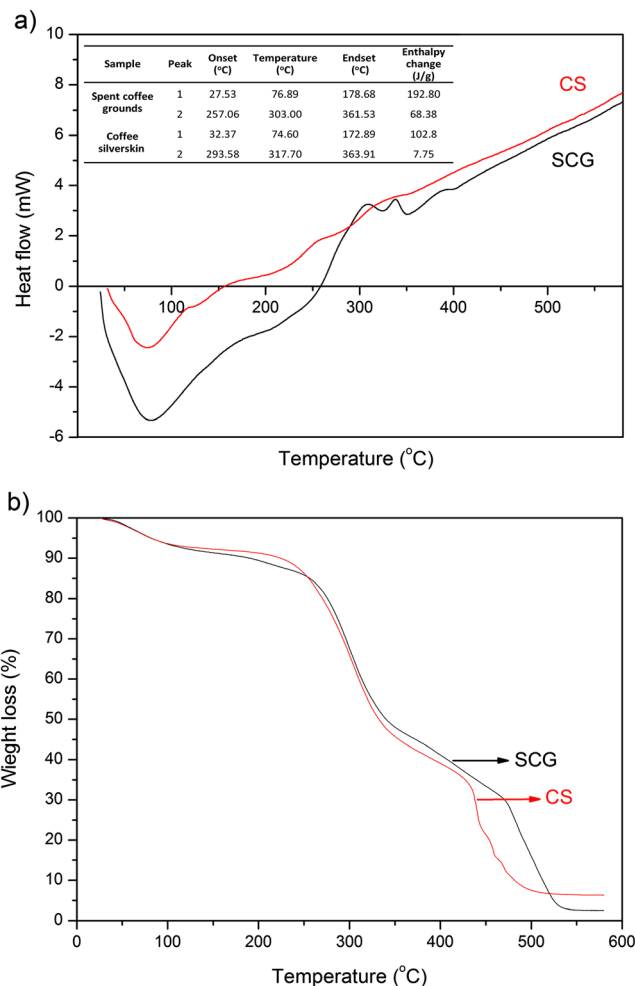 a)
10
8
6
4
2
0
-2
-4
-6
Heat flow (mW)
Sample Peak Onset (°C) Temperature (°C) Endset (°C) Enthalpy change (J/g)
Spent coffee grounds 1 27.53 76.89 178.68 192.80
2 257.06 303.00 361.53 68.38
Coffee silverskin 1 32.37 74.60 172.89 102.8
2 293.58 317.70 363.91 7.75
CS
SCG
100 200 300 400 500
Temperature (°C)
b)
100
90
80
70
60
50
40
30
20
10
0
Wieght loss (%)
SCG
CS
0 100 200 300 400 500 600
Temperature (°C)